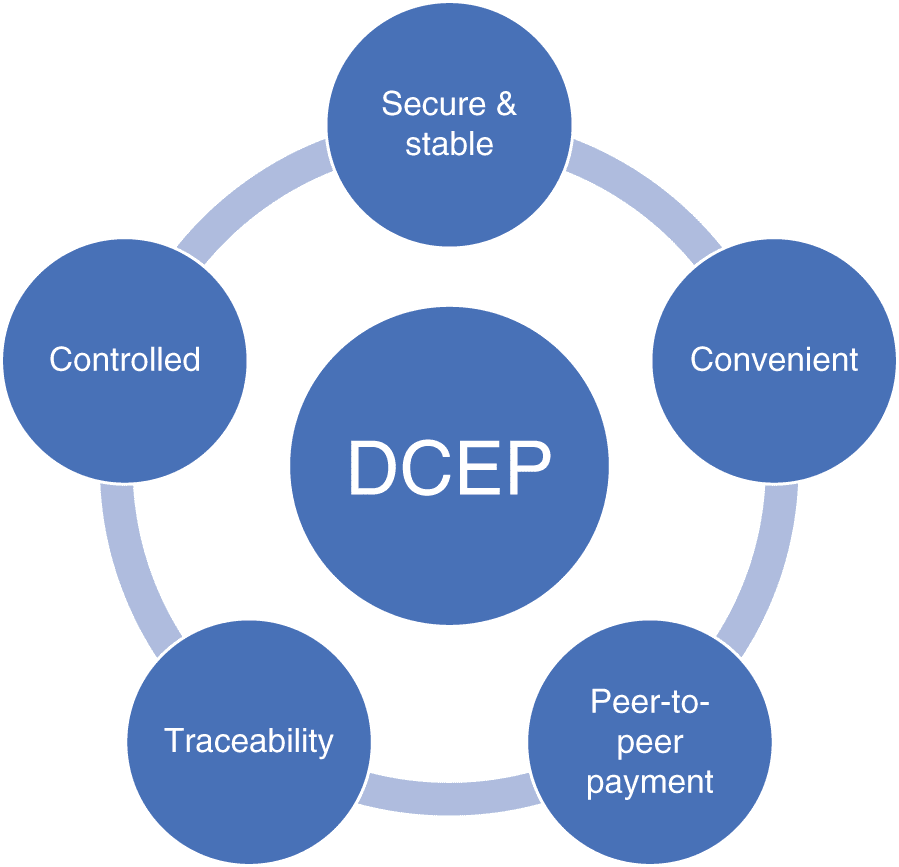 Secure &
stable
Controlled
Convenient
DCEP
Traceability
Peer-to-
peer
payment